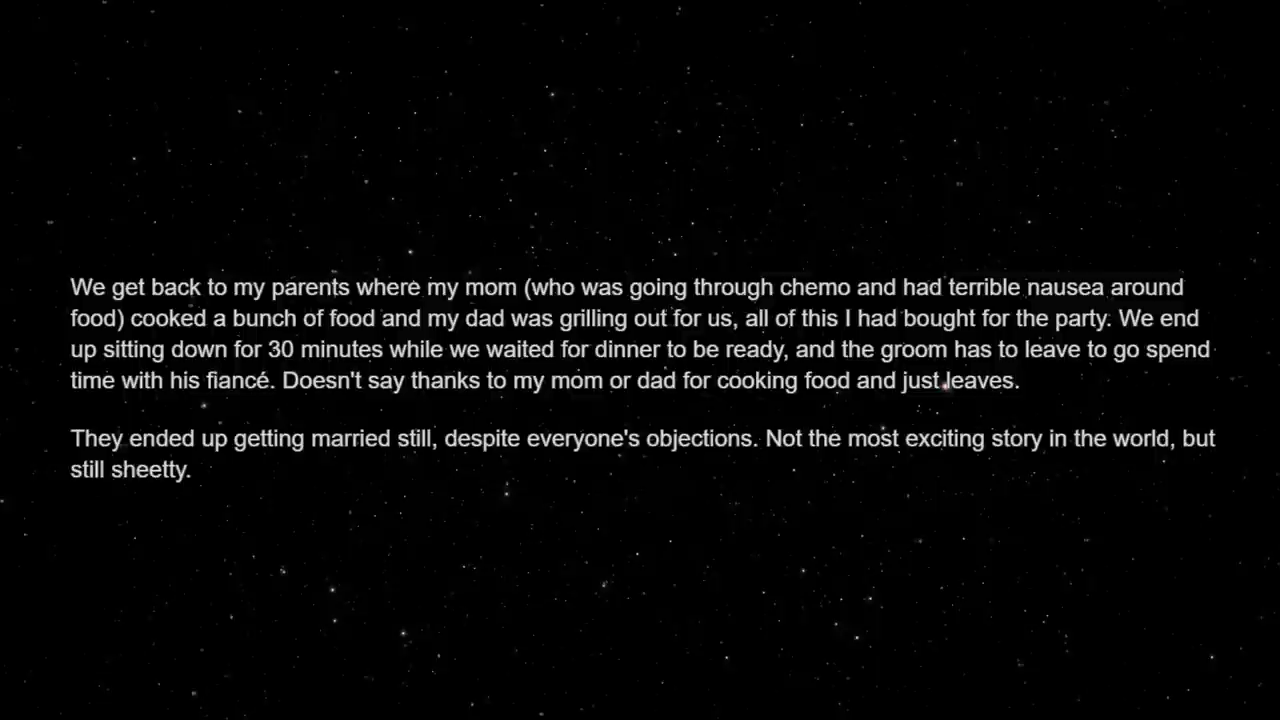 We get back to my parents where my mom (who was going through chemo and had terrible nausea around
food) cooked a bunch of food and my dad was grilling out for us, all of this I had bought for the party. We end
up sitting down for 30 minutes while we waited for dinner to be ready, and the groom has to leave to go spend
time with his fiancé. Doesn't say thanks to my mom or dad for cooking food and just leaves.
They ended up getting married still, despite everyone's objections. Not the most exciting story in the world, but
still sheetty.